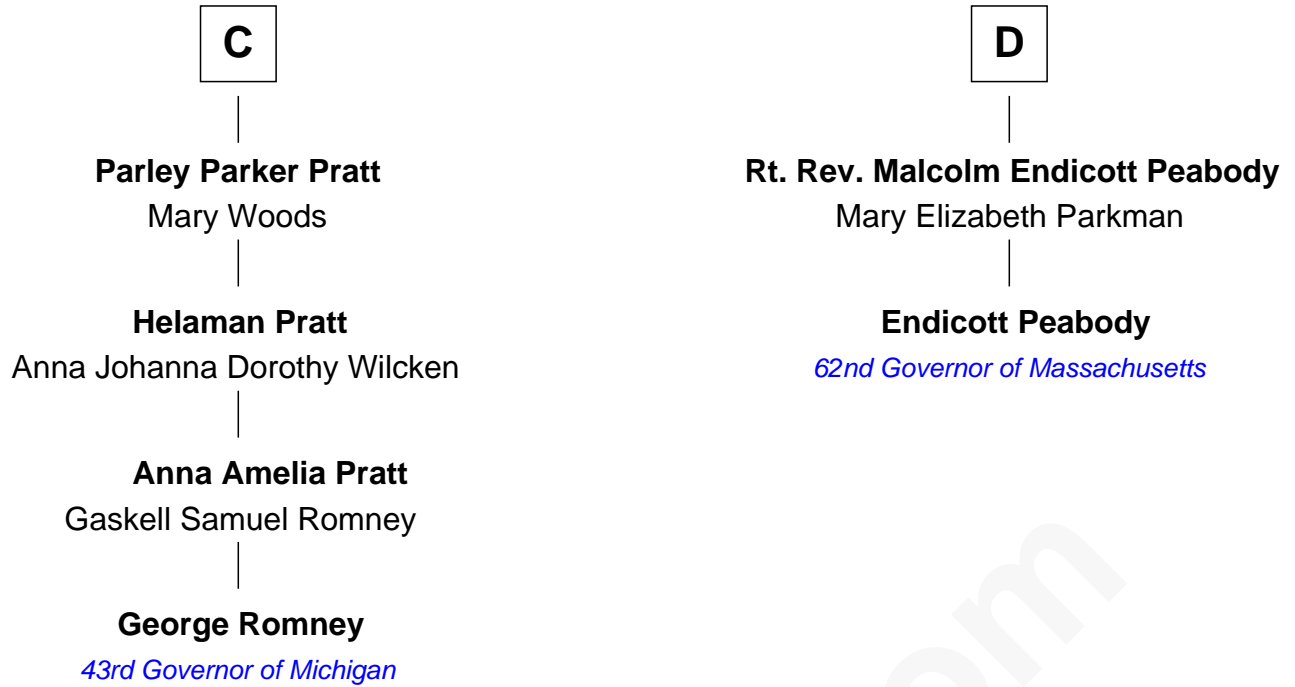 C
Parley Parker Pratt
Mary Woods
Helaman Pratt
Anna Johanna Dorothy Wilcken
Anna Amelia Pratt
Gaskell Samuel Romney
George Romney
43rd Governor of Michigan
D
Rt. Rev. Malcolm Endicott Peabody
Mary Elizabeth Parkman
Endicott Peabody
62nd Governor of Massachusetts
om